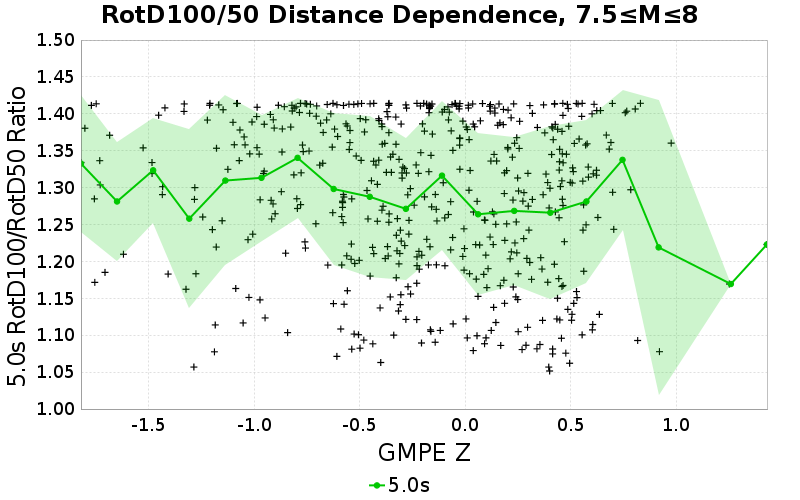 RotD100/50 Distance Dependence, 7.5≤M≤8
5.0s RotD100/RotD50 Ratio
1.50
1.45
1.40
1.35
1.30
1.25
1.20
1.15
1.10
1.05
1.00
-1.5 -1.0 -0.5 0.0 0.5 1.0
GMPE Z
5.0s